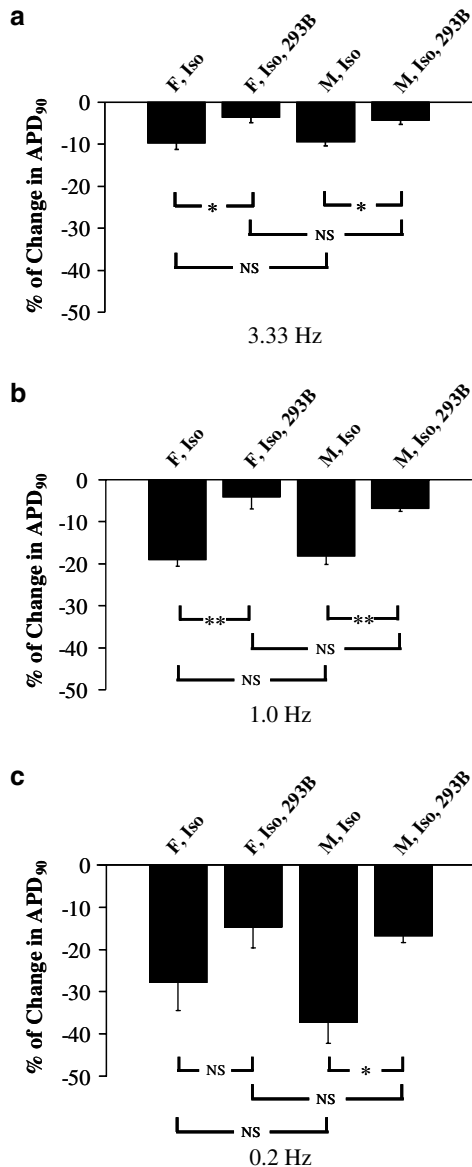 a
F, Iso
F, Iso, 293B
M, Iso
M, Iso, 293B
% of Change in APD90
0
-10
-20
-30
-40
-50
*
*
NS
NS
3.33 Hz
b
F, Iso
F, Iso, 293B
M, Iso
M, Iso, 293B
% of Change in APD90
0
-10
-20
-30
-40
-50
**
**
NS
NS
1.0 Hz
c
F, Iso
F, Iso, 293B
M, Iso
M, Iso, 293B
% of Change in APD90
0
-10
-20
-30
-40
-50
NS
*
NS
NS
0.2 Hz